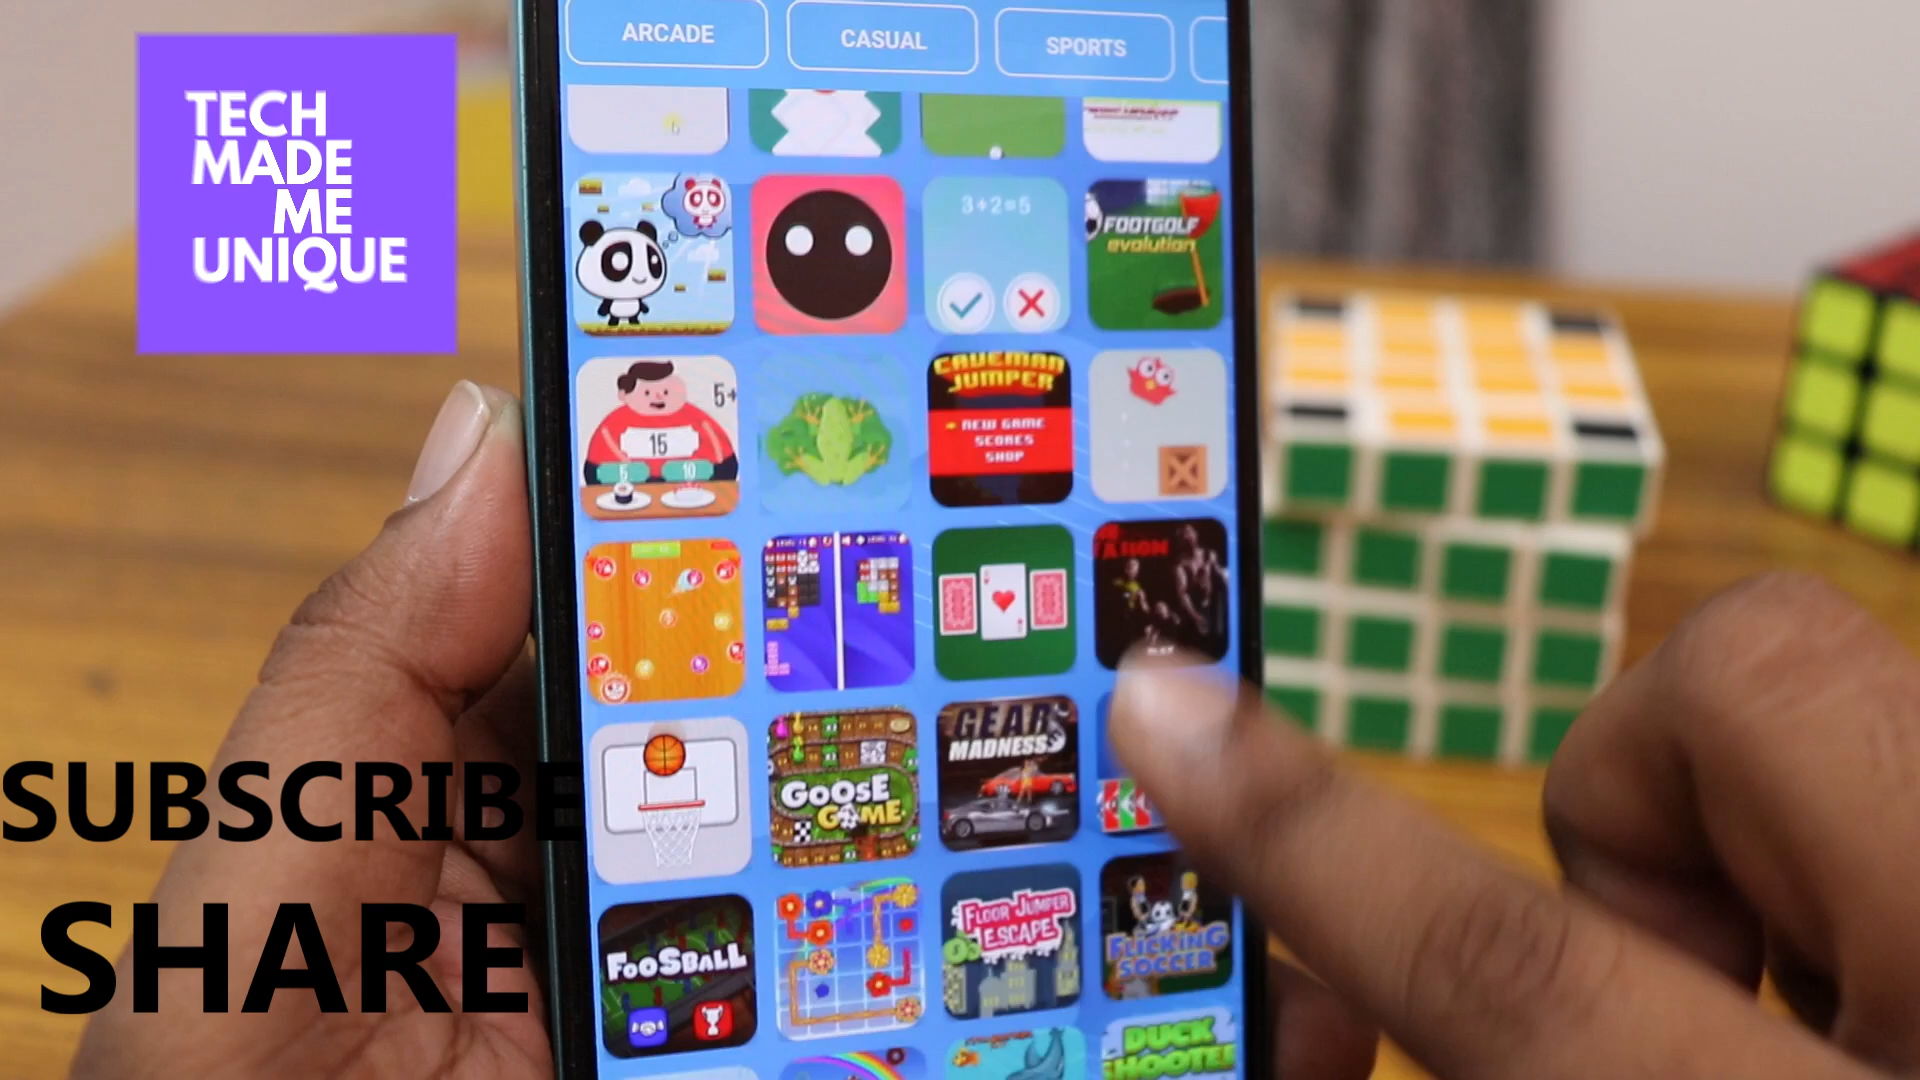 ARCADE
CASUAL
SPORTS
TECH
MADE
ME
UNIQUE
3+2=5
FOOTGOLF
evolution
5+
15
5
10
CAVEMAN
JUMPER
NEW GAME
SCORES
SHOP
GEAR
MADNESS
GOOSE
GAME
SUBSCRIBE
SHARE
FOOSBALL
FLOOR JUMPER
ESCAPE
FLICKING
SOCCER
DUCK
SHOOTER